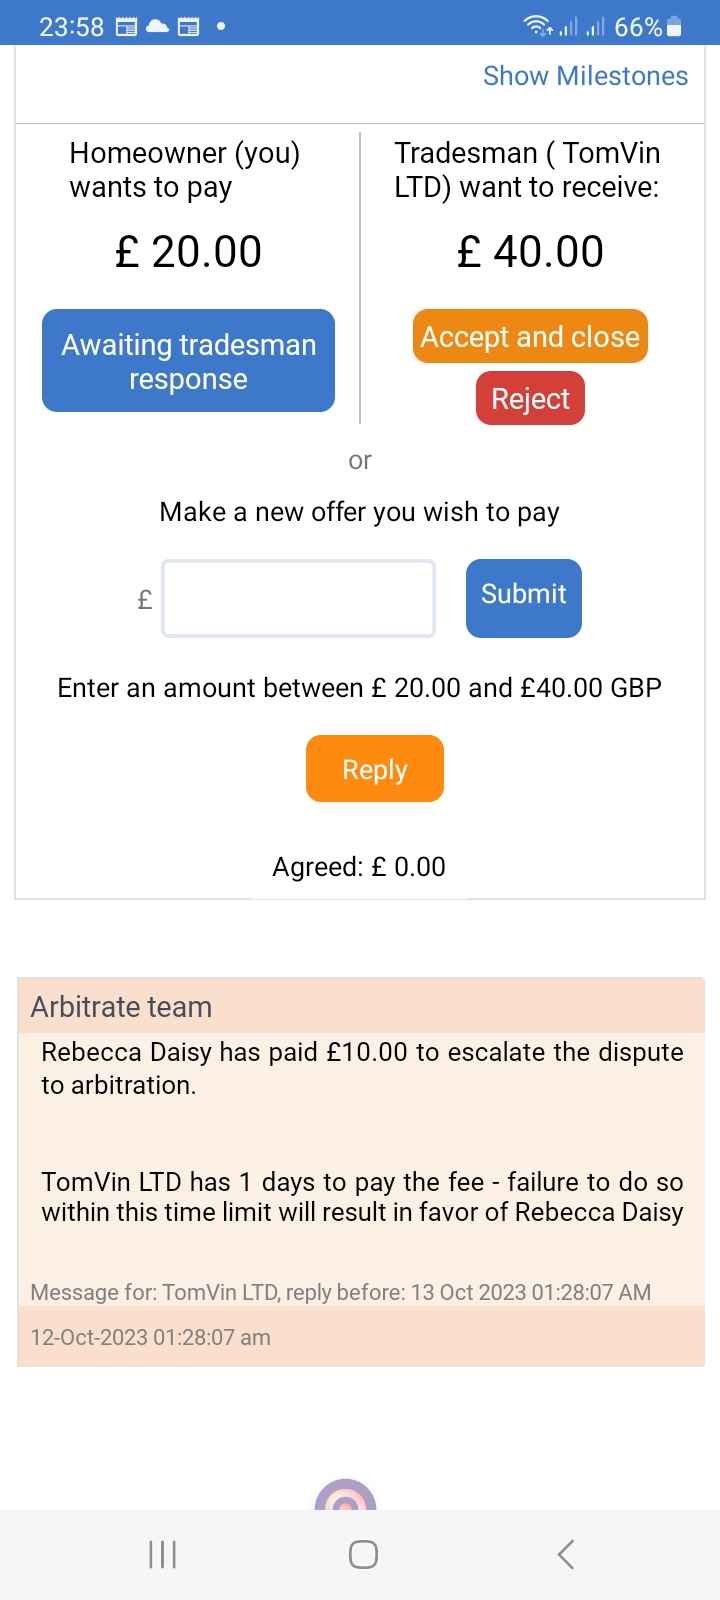 23:58
66%
Show Milestones
Homeowner (you)
wants to pay
£ 20.00
Awaiting tradesman
response
Tradesman ( TomVin
LTD) want to receive:
£ 40.00
Accept and close
Reject
or
Make a new offer you wish to pay
£
Submit
Enter an amount between £ 20.00 and £40.00 GBP
Reply
Agreed: £ 0.00
Arbitrate team
Rebecca Daisy has paid £10.00 to escalate the dispute
to arbitration.
TomVin LTD has 1 days to pay the fee - failure to do so
within this time limit will result in favor of Rebecca Daisy
Message for: TomVin LTD, reply before: 13 Oct 2023 01:28:07 AM
12-Oct-2023 01:28:07 am